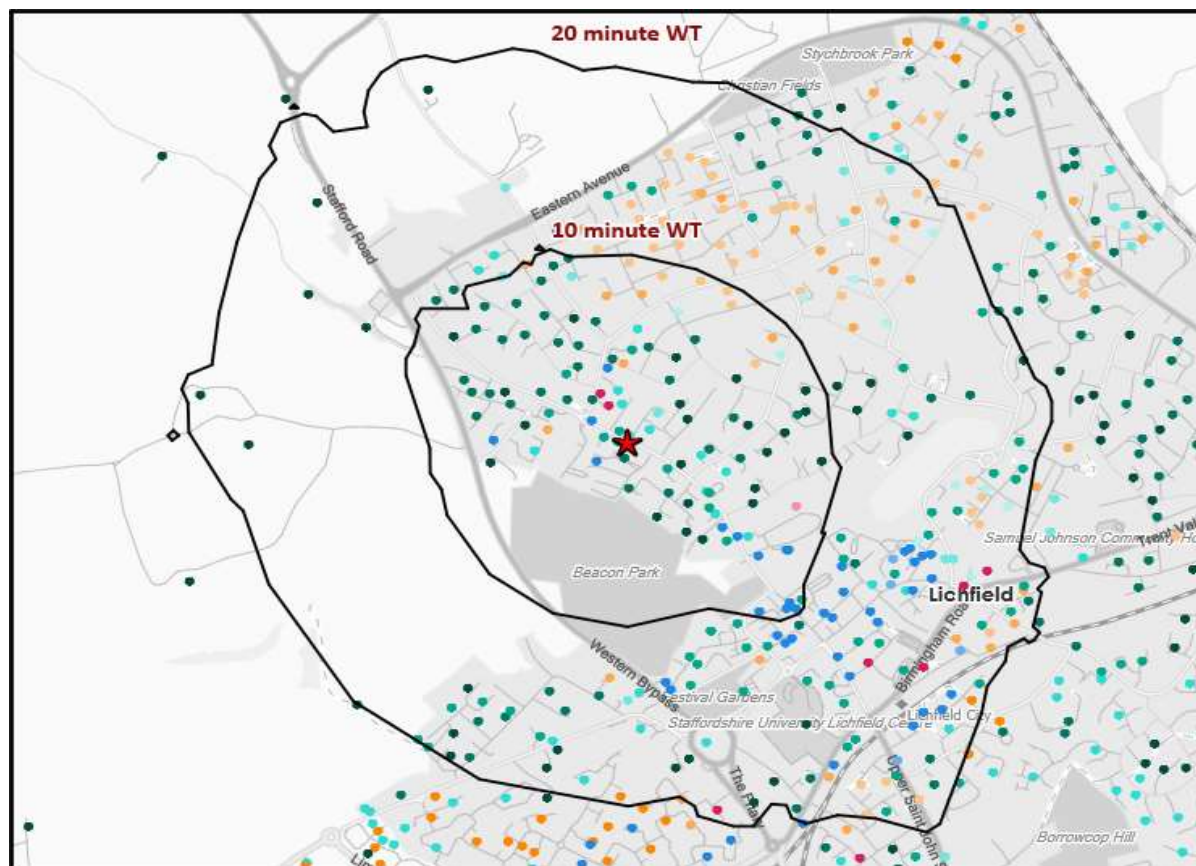 20 minute WT
Stychbrook Park
Christian Fields
Eastern Avenue
Stafford Road
10 minute WT
Samuel Johnson Community Ho
Trent Val
Beacon Park
Lichfield
Birmingham Road
Western Bypass
Festival Gardens
Staffordshire University Lichfield Centre
Lichfield City
The Friary
Upper Saint John S
Borrowcop Hill